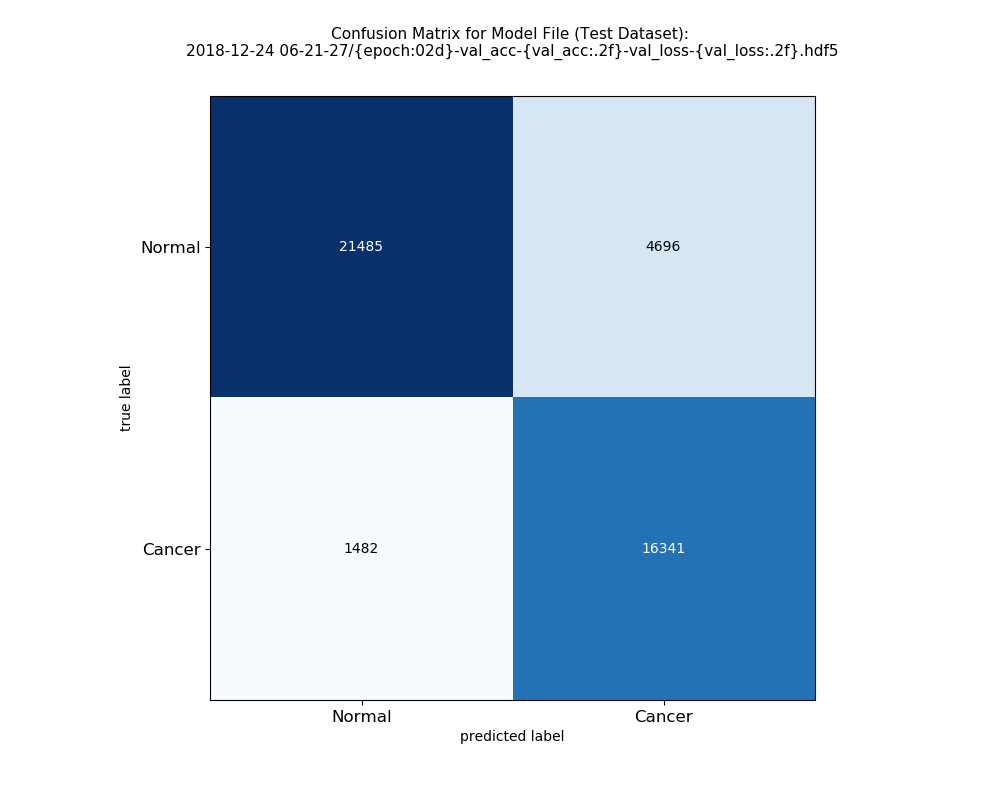 Confusion Matrix for Model File (Test Dataset):
2018-12-24 06-21-27/{epoch:02d}-val_acc-{val_acc:.2f}-val_loss-{val_loss:.2f}.hdf5
Normal
21485
4696
true label
Cancer
1482
16341
Normal
Cancer
predicted label